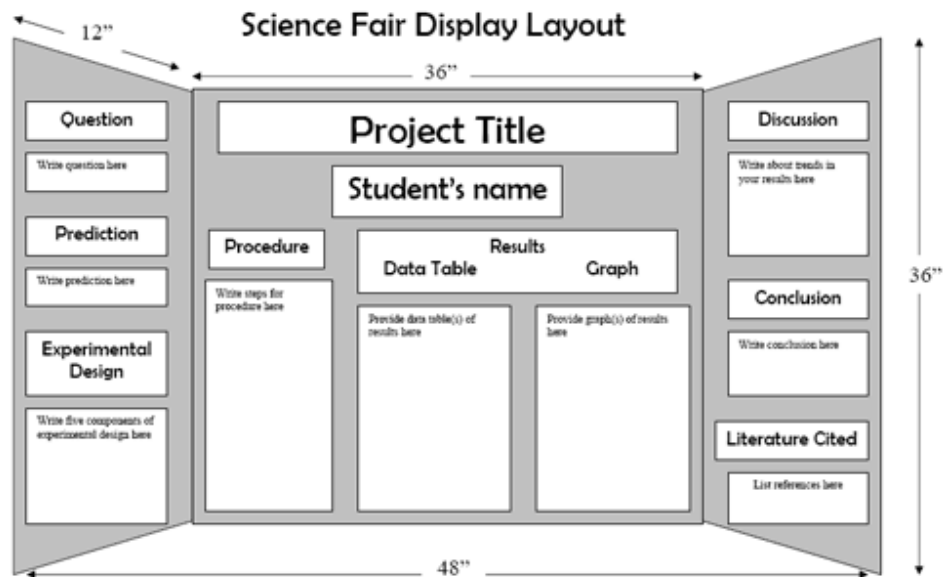 Science Fair Display Layout
12”
36”
Question
Write question here
Prediction
Write prediction here
Experimental
Design
Write five components of
experimental design here
Project Title
Student’s name
Procedure
Write steps for
procedure here
Results
Data Table Graph
Provide data table(s) of
results here
Provide graph(s) of results
here
Discussion
Write about trends in
your results here
Conclusion
Write conclusion here
Literature Cited
List references here
36”
48”